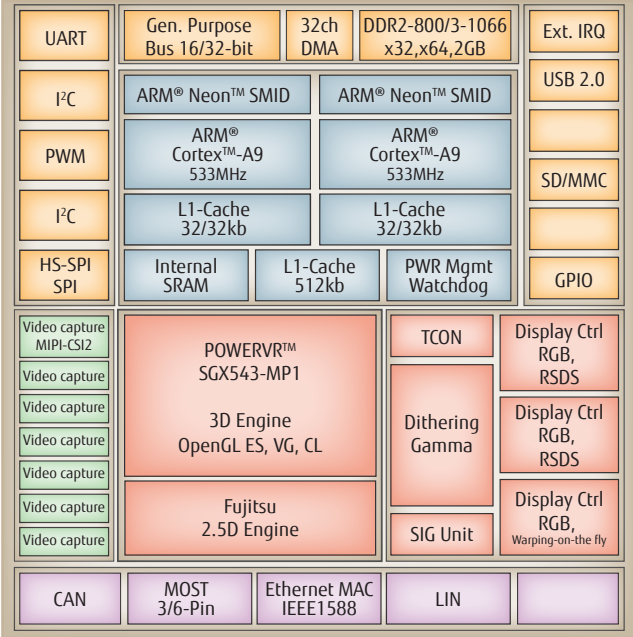 UART
Gen. Purpose
Bus 16/32-bit
32ch
DMA
DDR2-800/3-1066
x32,x64,2GB
Ext. IRQ
I²C
PWM
I²C
HS-SPI
SPI
ARM® Neon™ SMID
ARM® Neon™ SMID
ARM®
Cortex™-A9
533MHz
ARM®
Cortex™-A9
533MHz
L1-Cache
32/32kb
L1-Cache
32/32kb
Internal
SRAM
L1-Cache
512kb
PWR Mgmt
Watchdog
USB 2.0
SD/MMC
GPIO
Video capture
MIPI-CSI2
Video capture
Video capture
Video capture
Video capture
Video capture
Video capture
POWERVR™
SGX543-MP1
3D Engine
OpenGL ES, VG, CL
Fujitsu
2.5D Engine
TCON
Dithering
Gamma
SIG Unit
Display Ctrl
RGB,
RSDS
Display Ctrl
RGB,
RSDS
Display Ctrl
RGB,
Warping-on-the fly
CAN
MOST
3/6-Pin
Ethernet MAC
IEEE1588
LIN